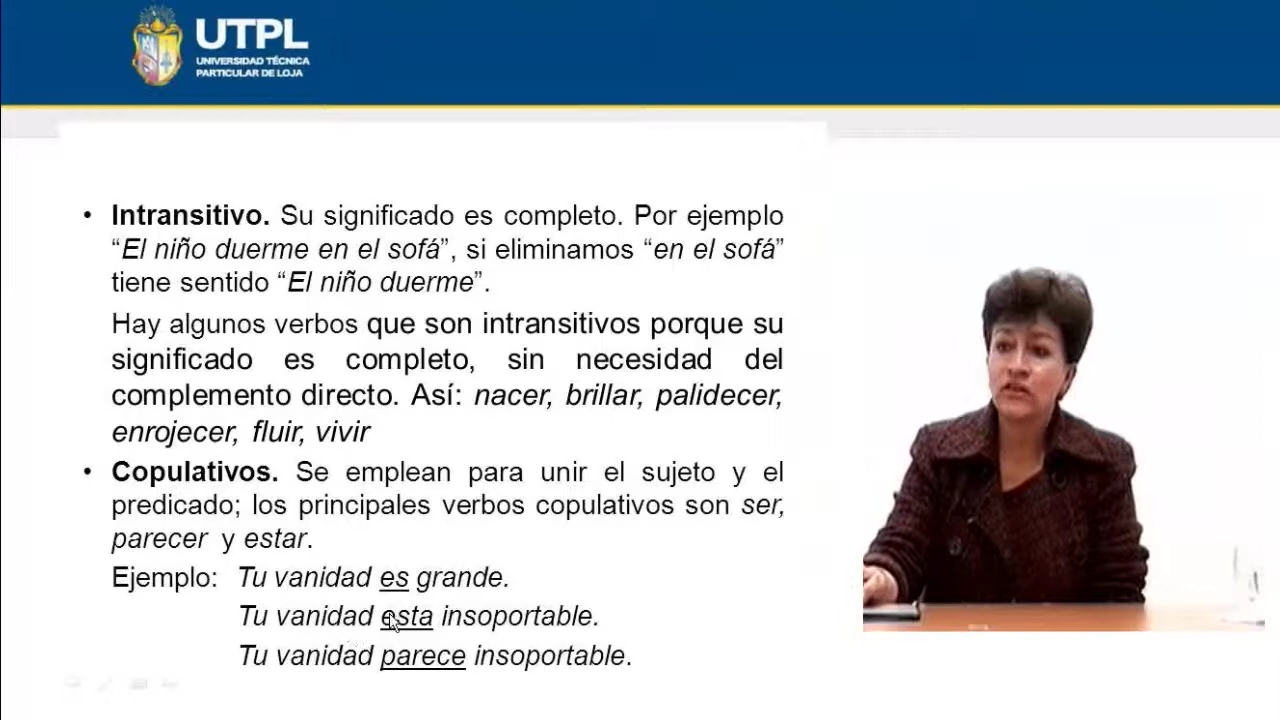 UTPL
UNIVERSIDAD TÉCNICA
PARTICULAR DE LOJA
• Intransitivo. Su significado es completo. Por ejemplo
“El niño duerme en el sofá”, si eliminamos “en el sofá”
tiene sentido “El niño duerme”.
Hay algunos verbos que son intransitivos porque su
significado es completo, sin necesidad del
complemento directo. Así: nacer, brillar, palidecer,
enrojecer, fluir, vivir
• Copulativos. Se emplean para unir el sujeto y el
predicado; los principales verbos copulativos son ser,
parecer y estar.
Ejemplo: Tu vanidad es grande.
Tu vanidad esta insoportable.
Tu vanidad parece insoportable.